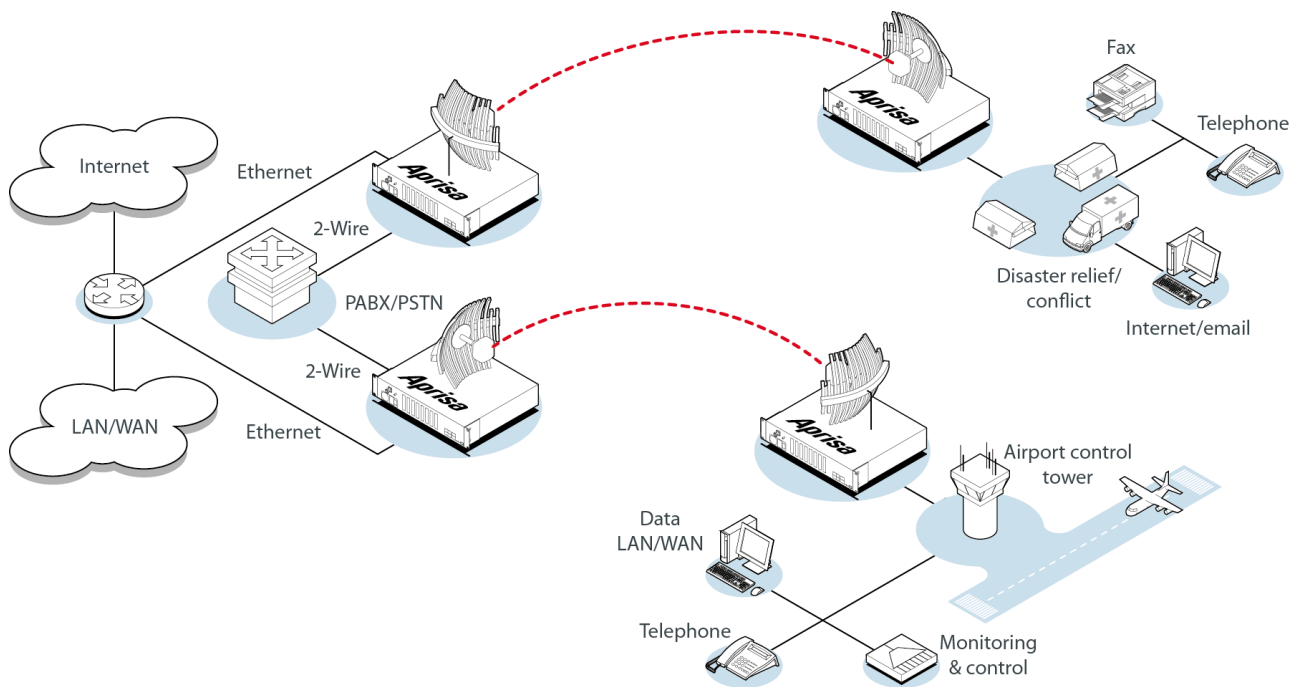 Internet
Ethernet
Aprisa
2-Wire
PABX/PSTN
2-Wire
Aprisa
LAN/WAN
Ethernet
Aprisa
Fax
Telephone
Disaster relief/
conflict
Internet/email
Aprisa
Airport control
tower
Data
LAN/WAN
Telephone
Monitoring
& control